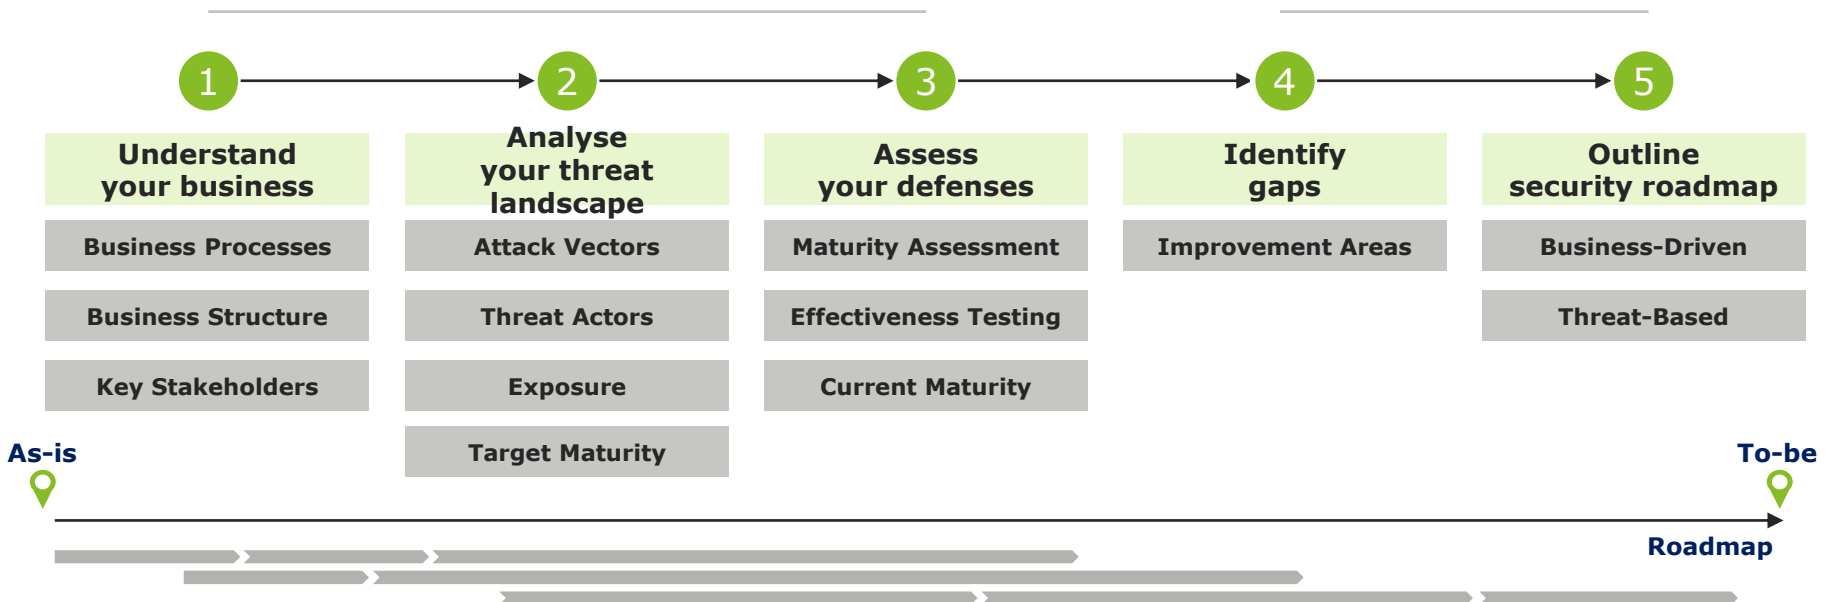 1
2
3
4
5
Understand
your business
Business Processes
Business Structure
Key Stakeholders
Analyse
your threat
landscape
Attack Vectors
Threat Actors
Exposure
Target Maturity
Assess
your defenses
Maturity Assessment
Effectiveness Testing
Current Maturity
Identify
gaps
Improvement Areas
Outline
security roadmap
Business-Driven
Threat-Based
As-is
To-be
Roadmap